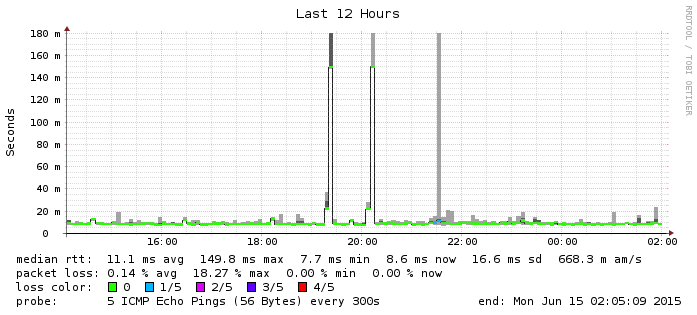 Last 12 Hours
RRDTOOL / TOBI OETIKER
Seconds
180 m
160 m
140 m
120 m
100 m
80 m
60 m
40 m
20 m
0
16:00 18:00 20:00 22:00 00:00 02:00
median rtt: 11.1 ms avg 149.8 ms max 7.7 ms min 8.6 ms now 16.6 ms sd 668.3 m am/s
packet loss: 0.14 % avg 18.27 % max 0.00 % min 0.00 % now
loss color: 0 1/5 2/5 3/5 4/5
probe: 5 ICMP Echo Pings (56 Bytes) every 300s end: Mon Jun 15 02:05:09 2015